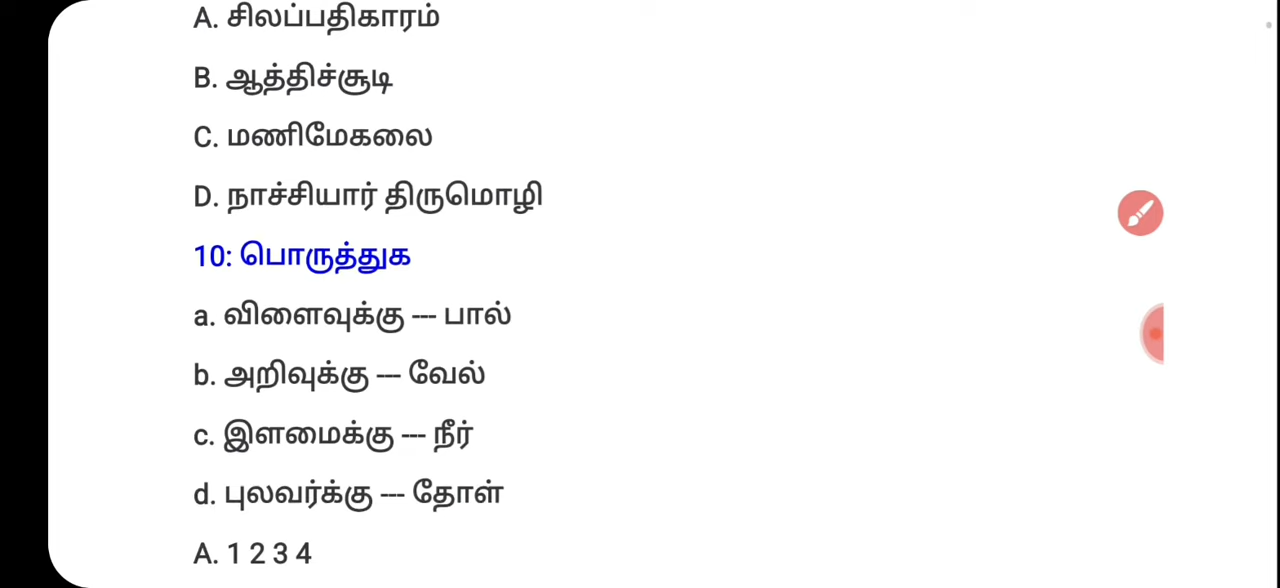 A. சிலப்பதிகாரம்
B. ஆத்திச்சூடி
C. மணிமேகலை
D. நாச்சியார் திருமொழி
10: பொருத்துக
a. விளைவுக்கு --- பால்
b. அறிவுக்கு --- வேல்
c. இளமைக்கு --- நீர்
d. புலவர்க்கு --- தோள்
A. 1 2 3 4